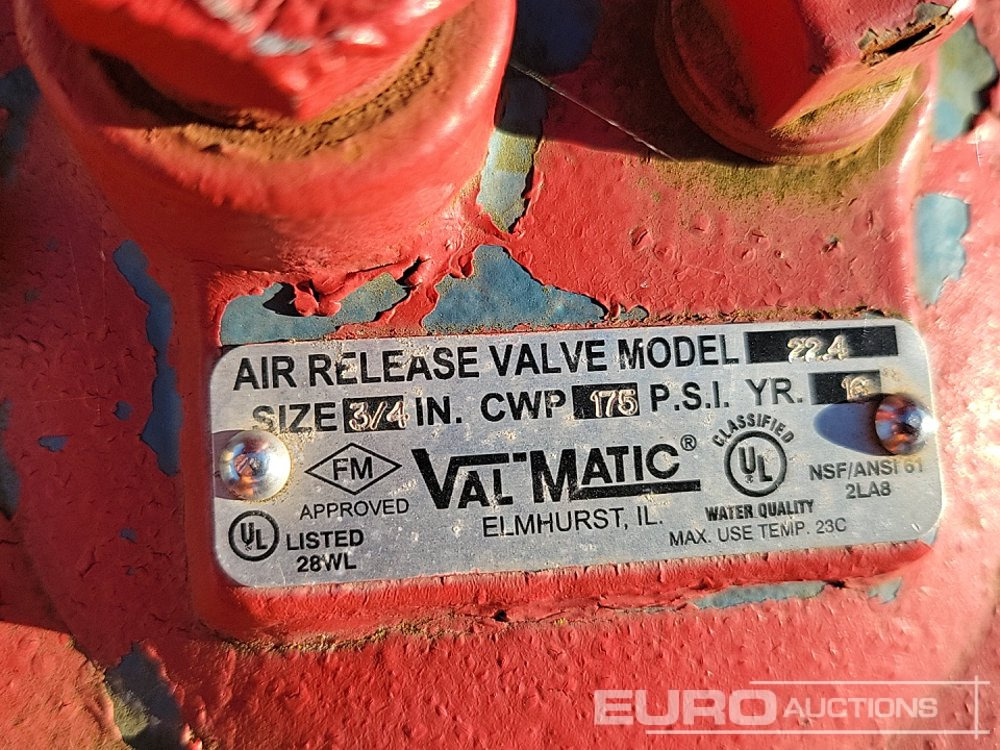 AIR RELEASE VALVE MODEL 22.4
SIZE 3/4 IN. CWP 175 P.S.I. YR. 16
FM
APPROVED
VAL MATIC®
ELMHURST, IL.
CLASSIFIED
UL
WATER QUALITY
NSF/ANSI 61
2LA8
MAX. USE TEMP. 23C
UL
LISTED
28WL
EURO AUCTIONS